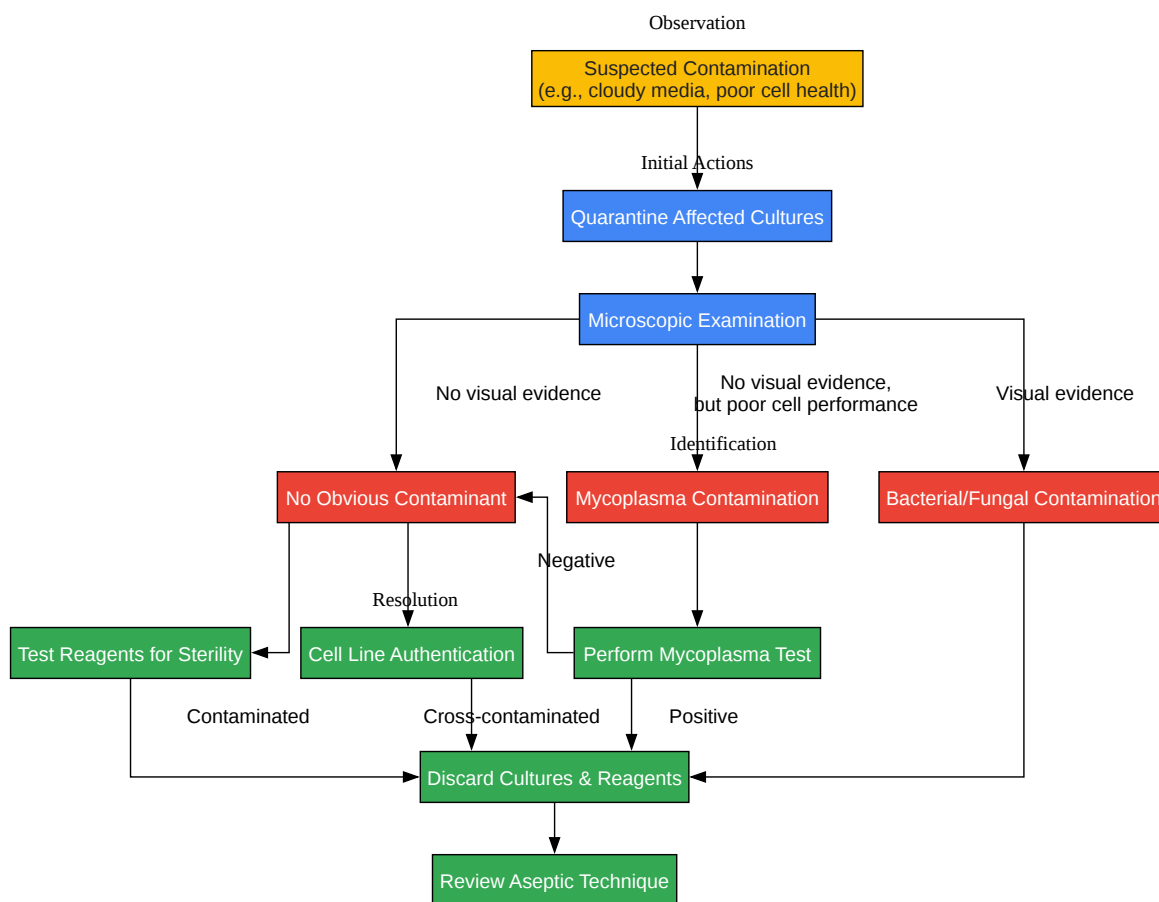 Observation
Suspected Contamination
(e.g., cloudy media, poor cell health)
Initial Actions
Quarantine Affected Cultures
Microscopic Examination
No visual evidence
No visual evidence,
but poor cell performance
Visual evidence
Identification
No Obvious Contaminant
Mycoplasma Contamination
Bacterial/Fungal Contamination
Negative
Resolution
Test Reagents for Sterility
Cell Line Authentication
Perform Mycoplasma Test
Contaminated
Cross-contaminated
Positive
Discard Cultures & Reagents
Review Aseptic Technique